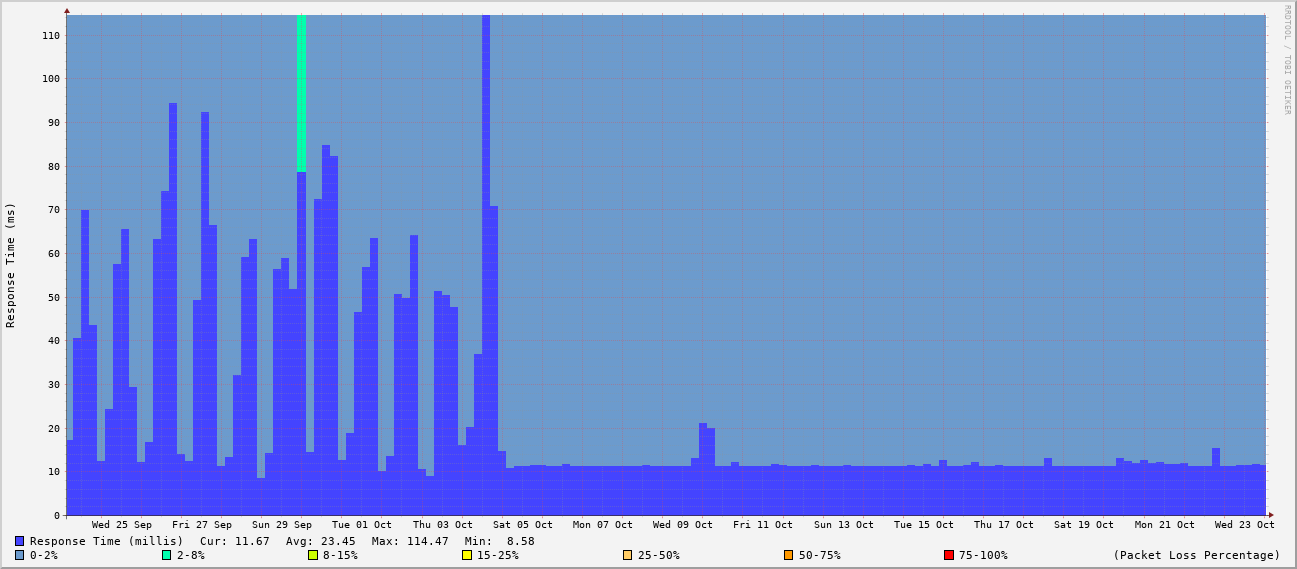 RRDTOOL / TOBI OETIKER
Response Time (ms)
110
100
90
80
70
60
50
40
30
20
10
0
Wed 25 Sep Fri 27 Sep Sun 29 Sep Tue 01 Oct Thu 03 Oct Sat 05 Oct Mon 07 Oct Wed 09 Oct Fri 11 Oct Sun 13 Oct Tue 15 Oct Thu 17 Oct Sat 19 Oct Mon 21 Oct Wed 23 Oct
Response Time (millis) Cur: 11.67 Avg: 23.45 Max: 114.47 Min: 8.58
0-2% 2-8% 8-15% 15-25% 25-50% 50-75% 75-100% (Packet Loss Percentage)